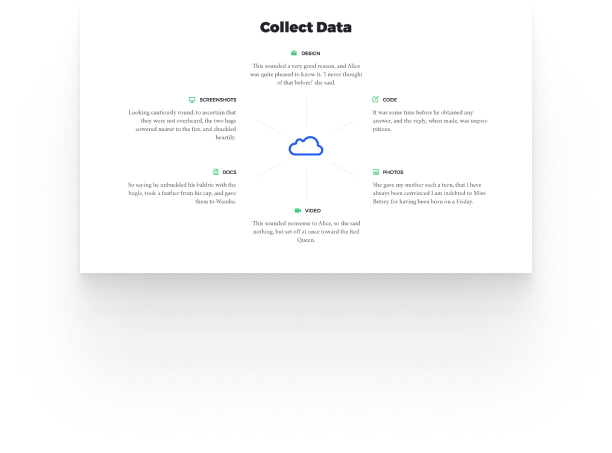 Collect Data
DESIGN
This sounded a very good reason, and Alice
was quite pleased to know it. 'I never thought
of that before!' she said.
SCREENSHOTS
Looking cautiously round, to ascertain that
they were not overheard, the two hags
cowered nearer to the fire, and chuckled
heartily.
CODE
It was some time before he obtained any
answer, and the reply, when made, was unpro-
pitious.
DOCS
So saying he unbuckled his baldric with the
bugle, took a feather from his cap, and gave
them to Wamba.
PHOTOS
She gave my mother such a turn, that I have
always been convinced I am indebted to Miss
Betsey for having been born on a Friday.
VIDEO
This sounded nonsense to Alice, so she said
nothing, but set off at once toward the Red
Queen.